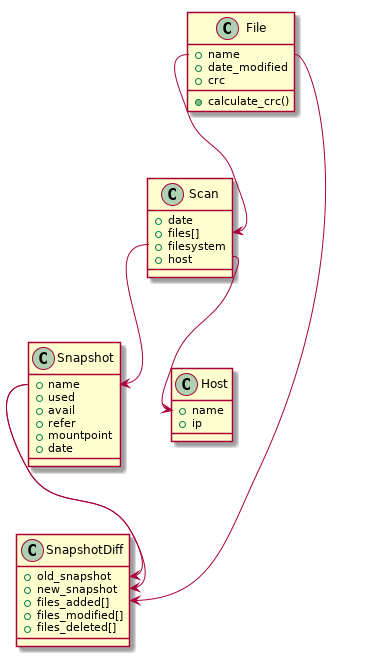 C File
name
date_modified
crc
calculate_crc()
C Scan
date
files[]
filesystem
host
C Snapshot
name
used
avail
refer
mountpoint
date
C Host
name
ip
C SnapshotDiff
old_snapshot
new_snapshot
files_added[]
files_modified[]
files_deleted[]